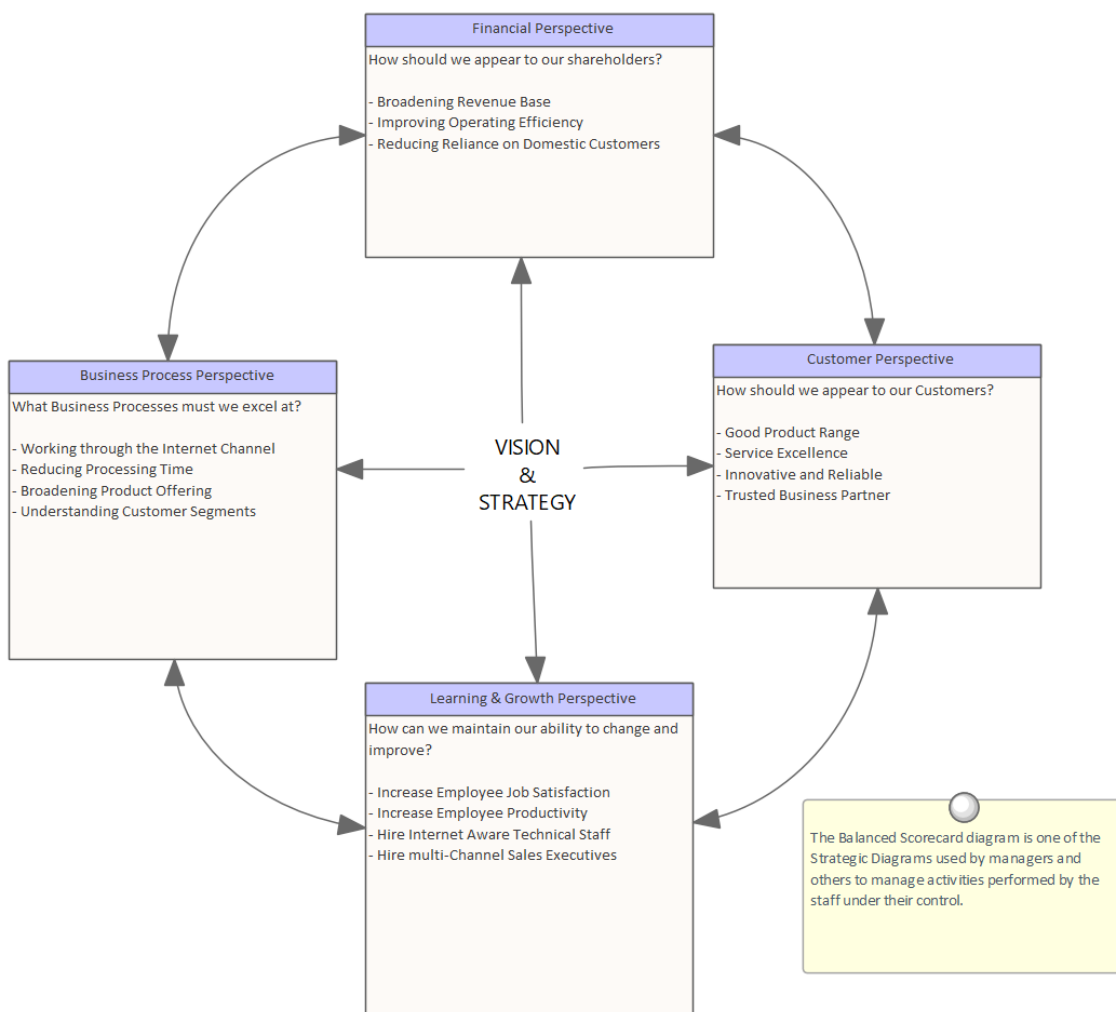 Financial Perspective
How should we appear to our shareholders?
- Broadening Revenue Base
- Improving Operating Efficiency
- Reducing Reliance on Domestic Customers
Business Process Perspective
What Business Processes must we excel at?
- Working through the Internet Channel
- Reducing Processing Time
- Broadening Product Offering
- Understanding Customer Segments
VISION
&
STRATEGY
Customer Perspective
How should we appear to our Customers?
- Good Product Range
- Service Excellence
- Innovative and Reliable
- Trusted Business Partner
Learning & Growth Perspective
How can we maintain our ability to change and
improve?
- Increase Employee Job Satisfaction
- Increase Employee Productivity
- Hire Internet Aware Technical Staff
- Hire multi-Channel Sales Executives
The Balanced Scorecard diagram is one of the
Strategic Diagrams used by managers and
others to manage activities performed by the
staff under their control.